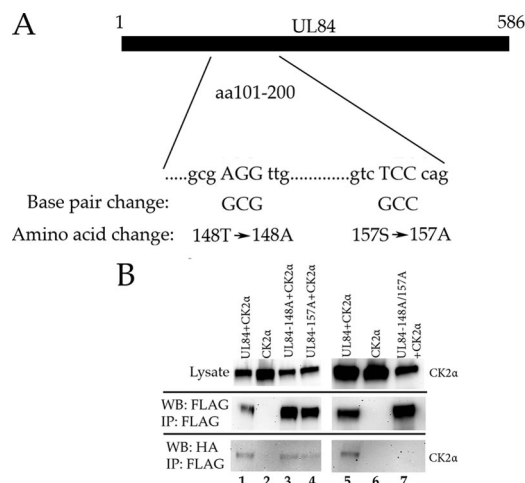 A
1 UL84 586
aa101-200
.....gcg AGG ttg.............gtc TCC cag
Base pair change: GCG GCC
Amino acid change: 148T→148A 157S→157A
B
UL84+CK2α
CK2α
UL84-148A+CK2α
UL84-157A+CK2α
UL84+CK2α
CK2α
UL84-148A/157A
+CK2α
Lysate CK2α
WB: FLAG
IP: FLAG
WB: HA
IP: FLAG CK2α
1 2 3 4 5 6 7